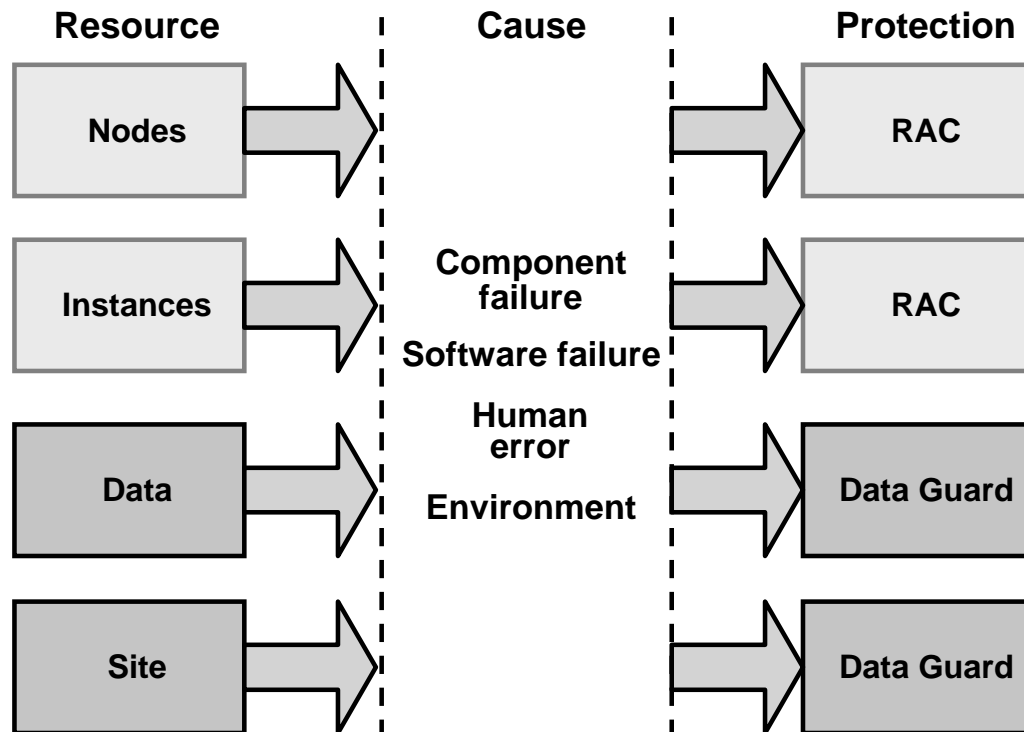 Resource
Cause
Protection
Nodes
RAC
Instances
Component
failure
RAC
Software failure
Human
error
Data
Environment
Data Guard
Site
Data Guard